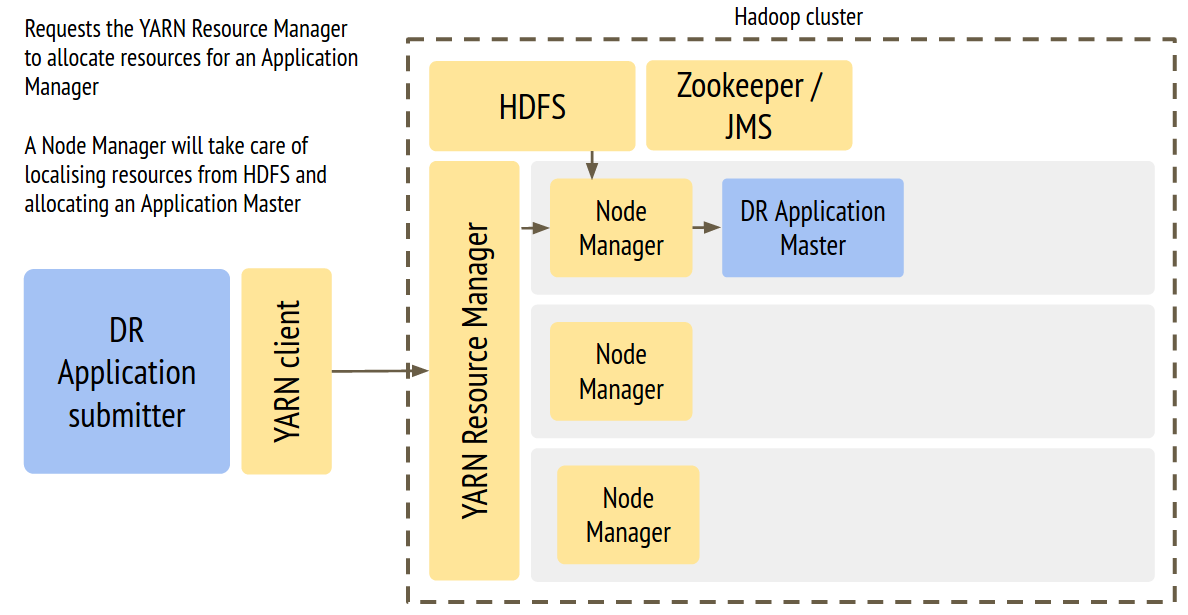 Requests the YARN Resource Manager
to allocate resources for an Application
Manager
A Node Manager will take care of
localising resources from HDFS and
allocating an Application Master
Hadoop cluster
HDFS
Zookeeper /
JMS
DR
Application
submitter
YARN client
YARN Resource Manager
Node
Manager
DR Application
Master
Node
Manager
Node
Manager